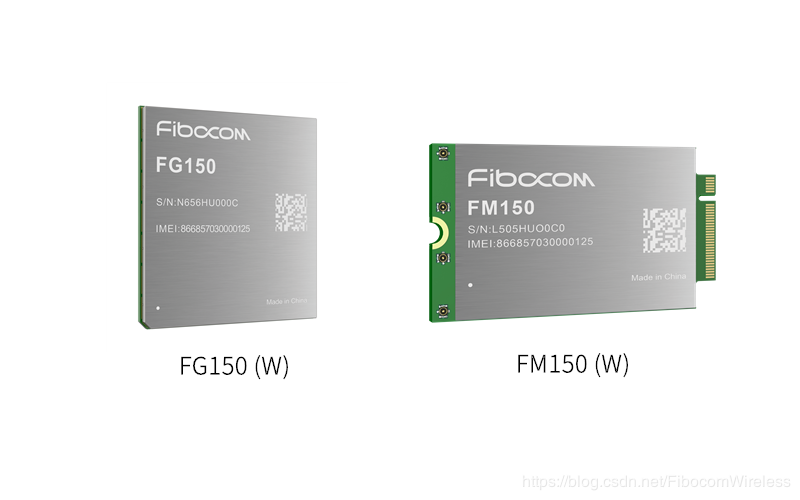 Fibocom
FG150
S/N:N656HU000C
IMEI:866857030000125
Made in China
FG150 (W)
Fibocom
FM150
S/N:L505HUO0C0
IMEI:866857030000125
Made in China
FM150 (W)
https://blog.csdn.net/FibocomWireless